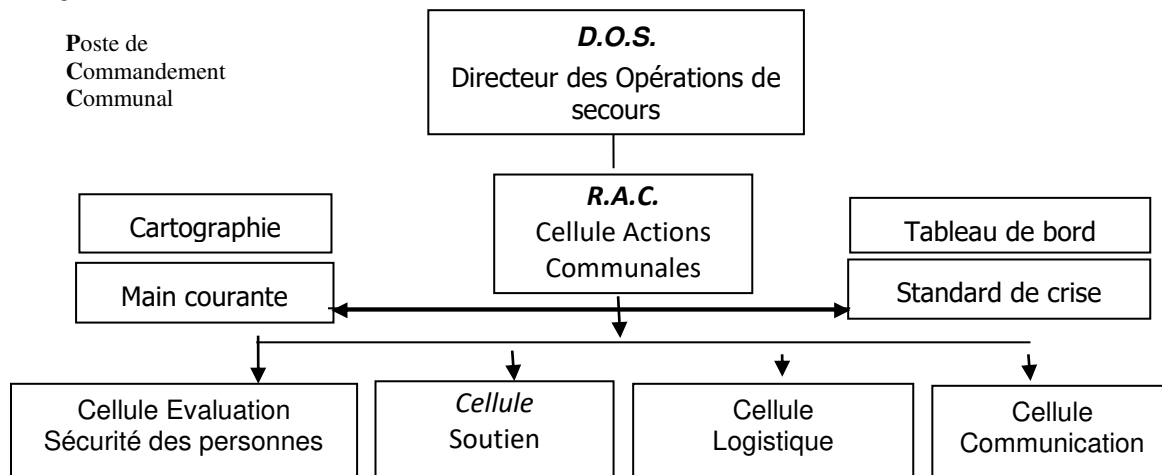 Poste de
Commandement
Communal
D.O.S.
Directeur des Opérations de
secours
R.A.C.
Cellule Actions
Communales
Cartographie
Main courante
Tableau de bord
Standard de crise
Cellule Evaluation
Sécurité des personnes
Cellule
Soutien
Cellule
Logistique
Cellule
Communication